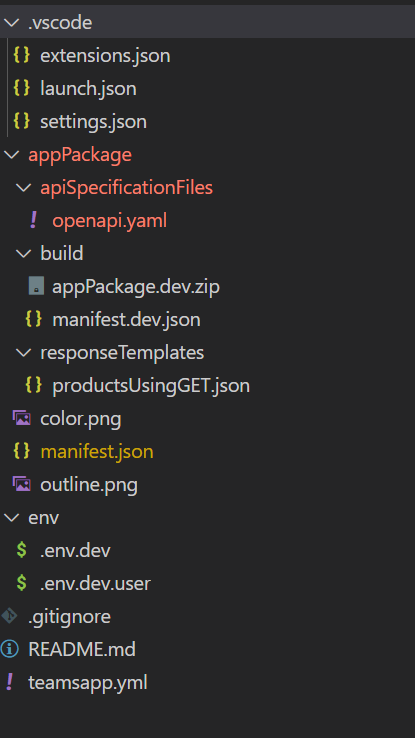 .vscode
extensions.json
launch.json
settings.json
appPackage
apiSpecificationFiles
openapi.yaml
build
appPackage.dev.zip
manifest.dev.json
responseTemplates
productsUsingGET.json
color.png
manifest.json
outline.png
env
.env.dev
.env.dev.user
.gitignore
README.md
teamsapp.yml